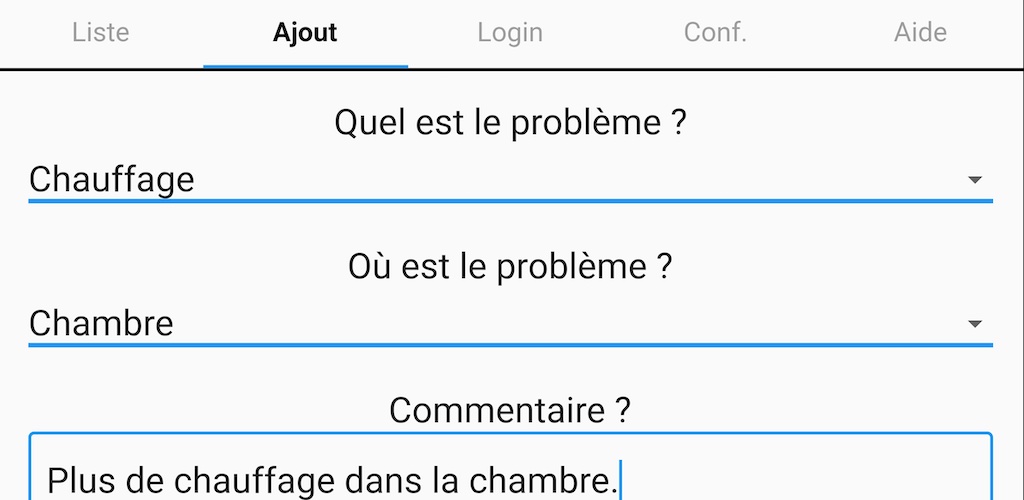 Liste Ajout Login Conf. Aide
Quel est le problème ?
Chauffage
Où est le problème ?
Chambre
Commentaire ?
Plus de chauffage dans la chambre.